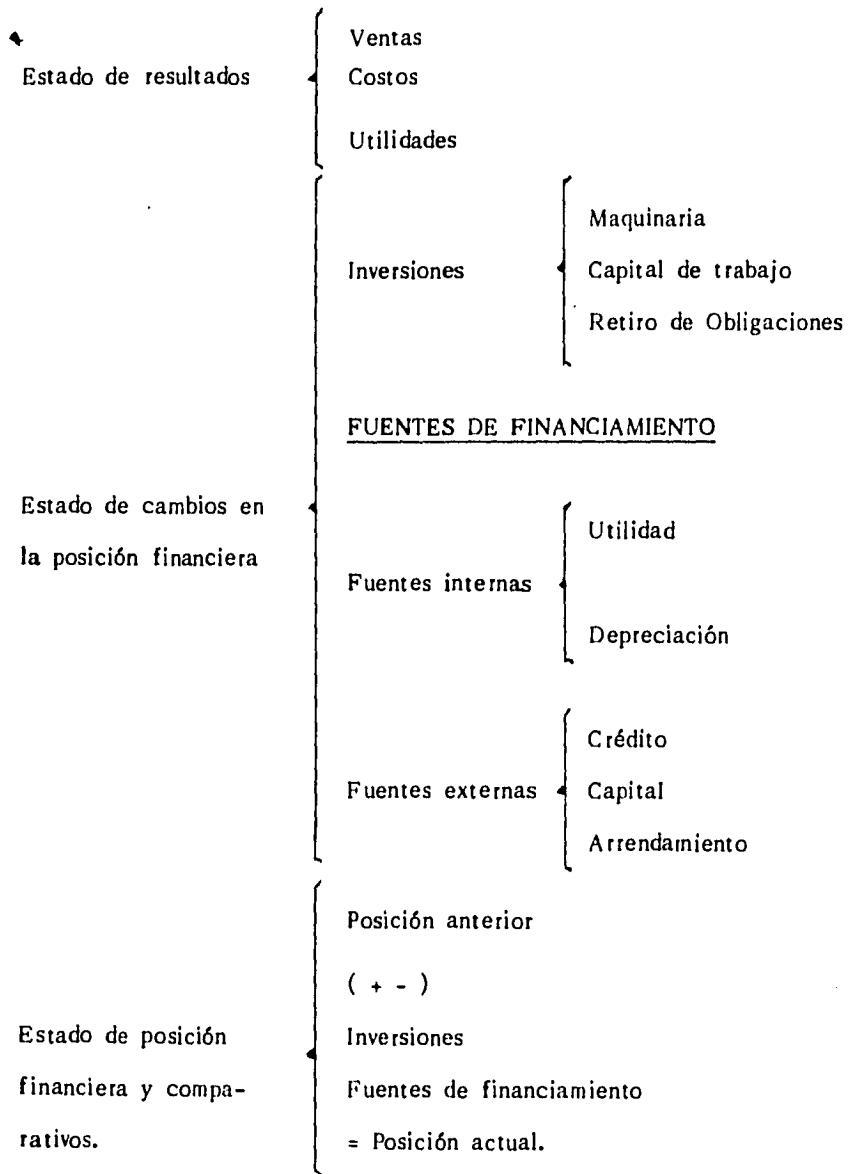 Ventas
Estado de resultados
Costos
Utilidades
Maquinaria
Inversiones
Capital de trabajo
Retiro de Obligaciones
FUENTES DE FINANCIAMIENTO
Estado de cambios en
la posición financiera
Utilidad
Fuentes internas
Depreciación
Crédito
Fuentes externas
Capital
Arrendamiento
Posición anterior
( + - )
Estado de posición
financiera y compa-
rativos.
Inversiones
Fuentes de financiamiento
= Posición actual.